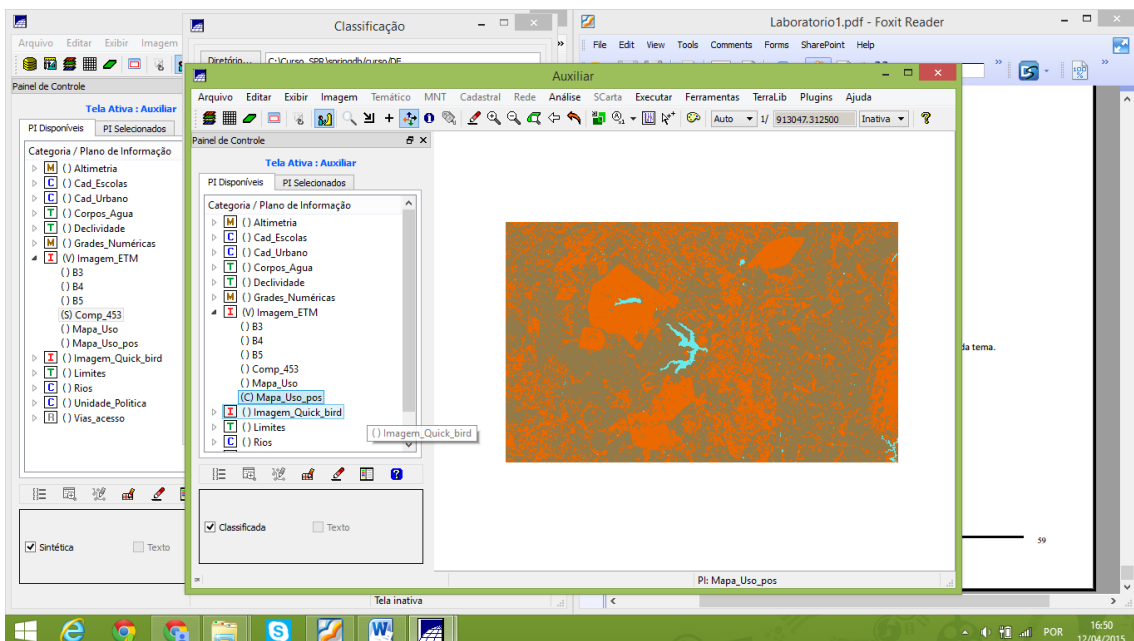 Arquivo Editar Exibir Imagem
Painel de Controle
Tela Ativa : Auxiliar
PI Disponíveis PI Selecionados
Categoria / Plano de Informação
M () Altimetria
C () Cad_Escolas
C () Cad_Urbano
T () Corpos_Agua
T () Declividade
M () Grades_Numéricas
I (V) Imagem_ETM
() B3
() B4
() B5
(S) Comp_453
() Mapa_Uso
() Mapa_Uso_pos
I () Imagem_Quick_bird
T () Limites
C () Rios
C () Unidade_Politica
R () Vias_acesso
Sintética Texto
Classificação
Diretório... C:\Curso_SPR\springdb/curso/DF
Tela inativa
Auxiliar
Arquivo Editar Exibir Imagem Temático MNT Cadastral Rede Análise SCarta Executar Ferramentas TerraLib Plugins Ajuda
Auto 1/ 913047.312500 Inativa
Painel de Controle
Tela Ativa : Auxiliar
PI Disponíveis PI Selecionados
Categoria / Plano de Informação
M () Altimetria
C () Cad_Escolas
C () Cad_Urbano
T () Corpos_Agua
T () Declividade
M () Grades_Numéricas
I (V) Imagem_ETM
() B3
() B4
() B5
() Comp_453
() Mapa_Uso
(C) Mapa_Uso_pos
I () Imagem_Quick_bird
T () Limites
C () Rios
() Imagem_Quick_bird
Classificada Texto
PI: Mapa_Uso_pos
Laboratorio1.pdf - Foxit Reader
File Edit View Tools Comments Forms SharePoint Help
da tema.
59
POR
16:50
12/04/2015